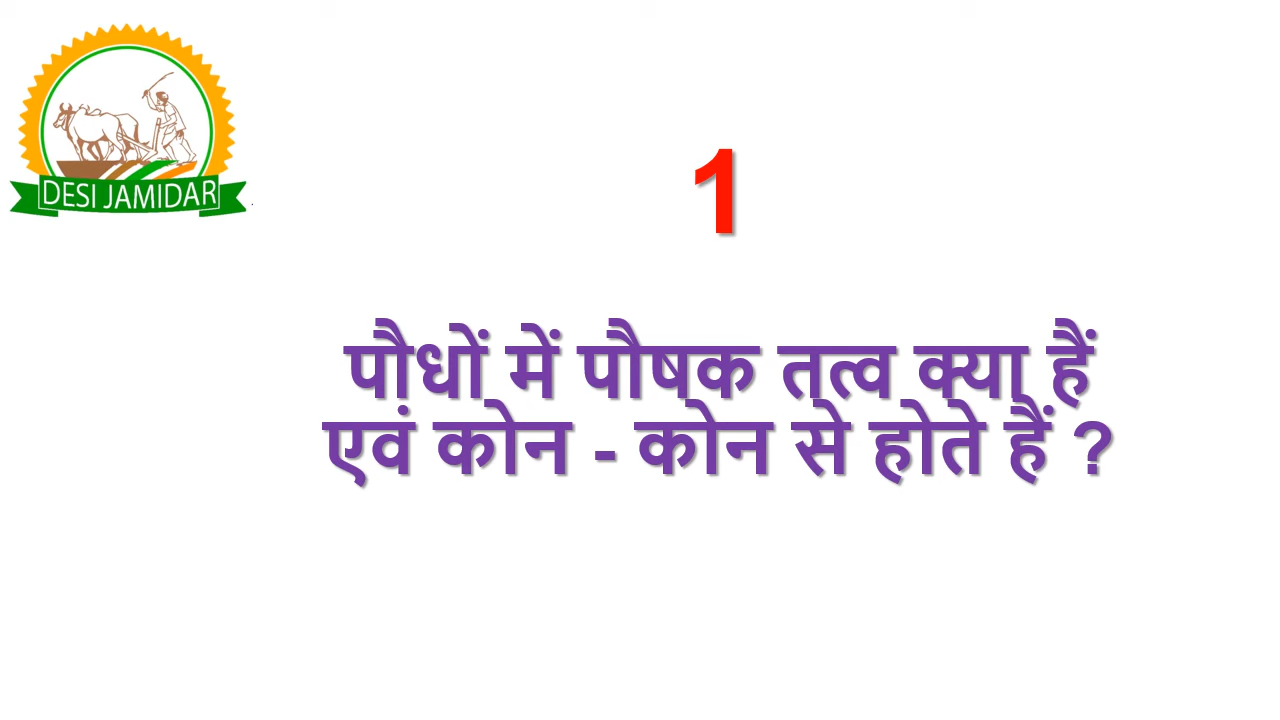 DESI JAMIDAR
1
पौधों में पौषक तत्व क्या हैं
एवं कोन - कोन से होते हैं ?